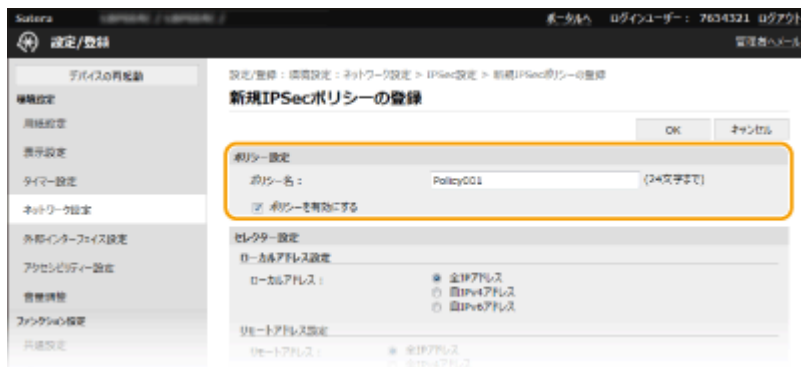 Satera
ポータルへ ログインユーザー: 7654321 ログアウト
設定/登録
管理者へメール
デバイスの再起動
設定/登録 : 環境設定 : ネットワーク設定 > IPSec設定 > 新規IPSecポリシーの登録
環境設定
新規IPSecポリシーの登録
用紙設定
OK キャンセル
表示設定
ポリシー設定
タイマー設定
ポリシー名 : Policy001 (24文字まで)
ネットワーク設定
ポリシーを有効にする
外部インターフェイス設定
セレクター設定
アクセシビリティー設定
ローカルアドレス設定
ローカルアドレス : 全IPアドレス
自IPv4アドレス
音量調整
自IPv6アドレス
ファンクション設定
リモートアドレス設定
共通設定
リモートアドレス : 全IPアドレス
全IPv4アドレス